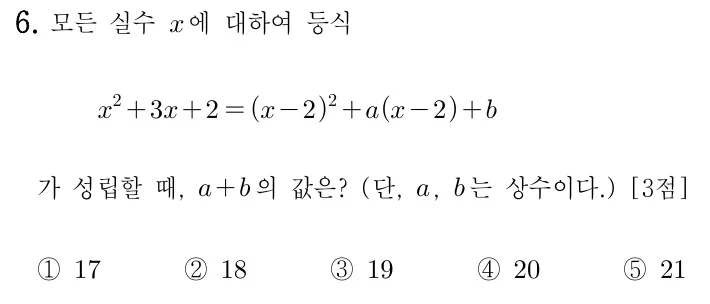 6. 모든 실수 x에 대하여 등식
x²+3x+2=(x−2)²+a(x−2)+b
가 성립할 때, a+b의 값은? (단, a, b는 상수이다.) [3점]
① 17 ② 18 ③ 19 ④ 20 ⑤ 21